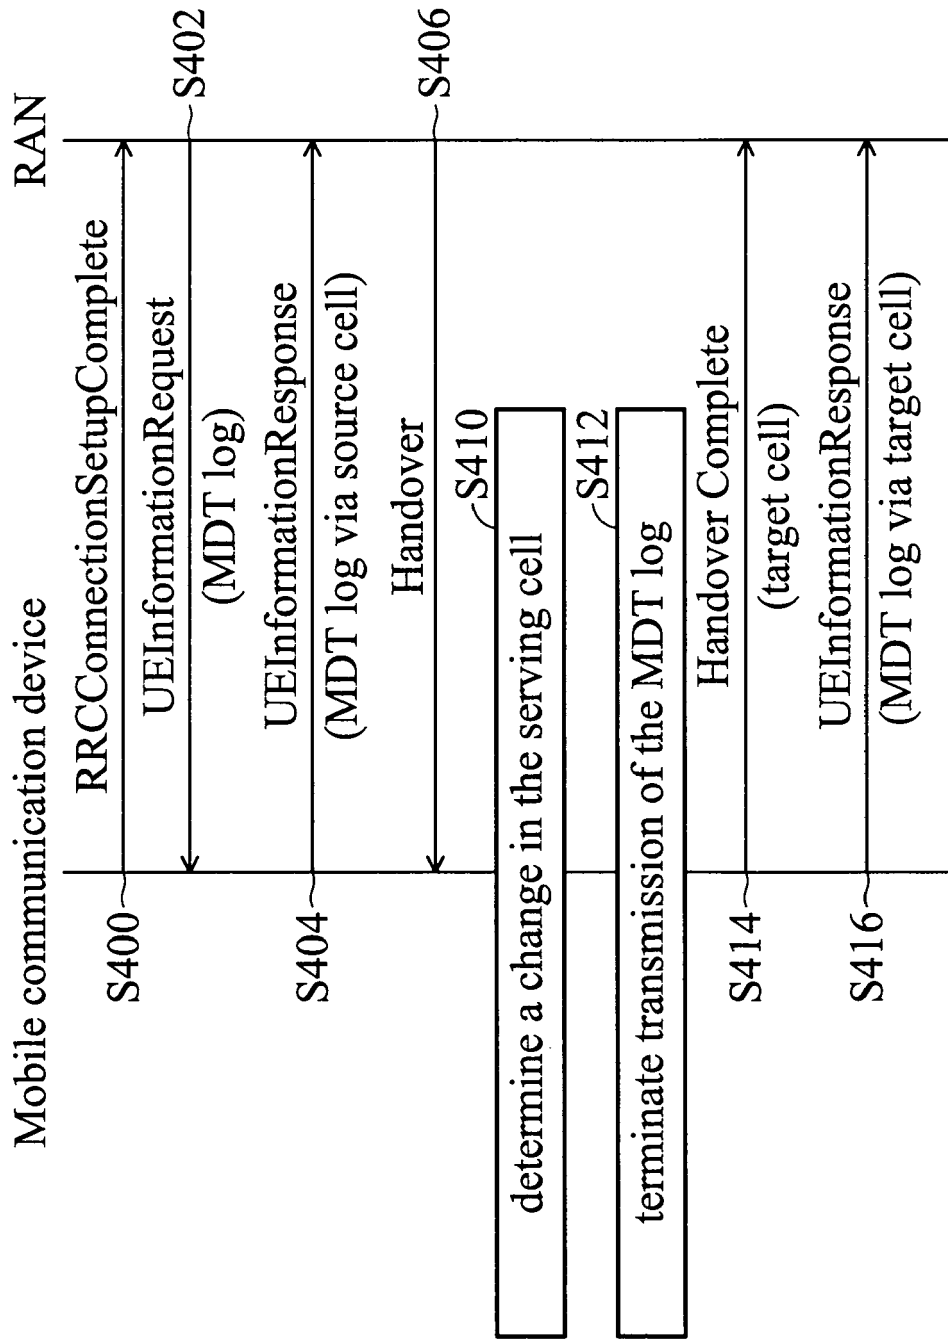 Mobile communication device
RAN
RRCConnectionSetupComplete
S400
UEInformationRequest
(MDT log)
S402
UEInformationResponse
(MDT log via source cell)
S404
Handover
S406
S410
determine a change in the serving cell
S412
terminate transmission of the MDT log
Handover Complete
(target cell)
S414
UEInformationResponse
(MDT log via target cell)
S416